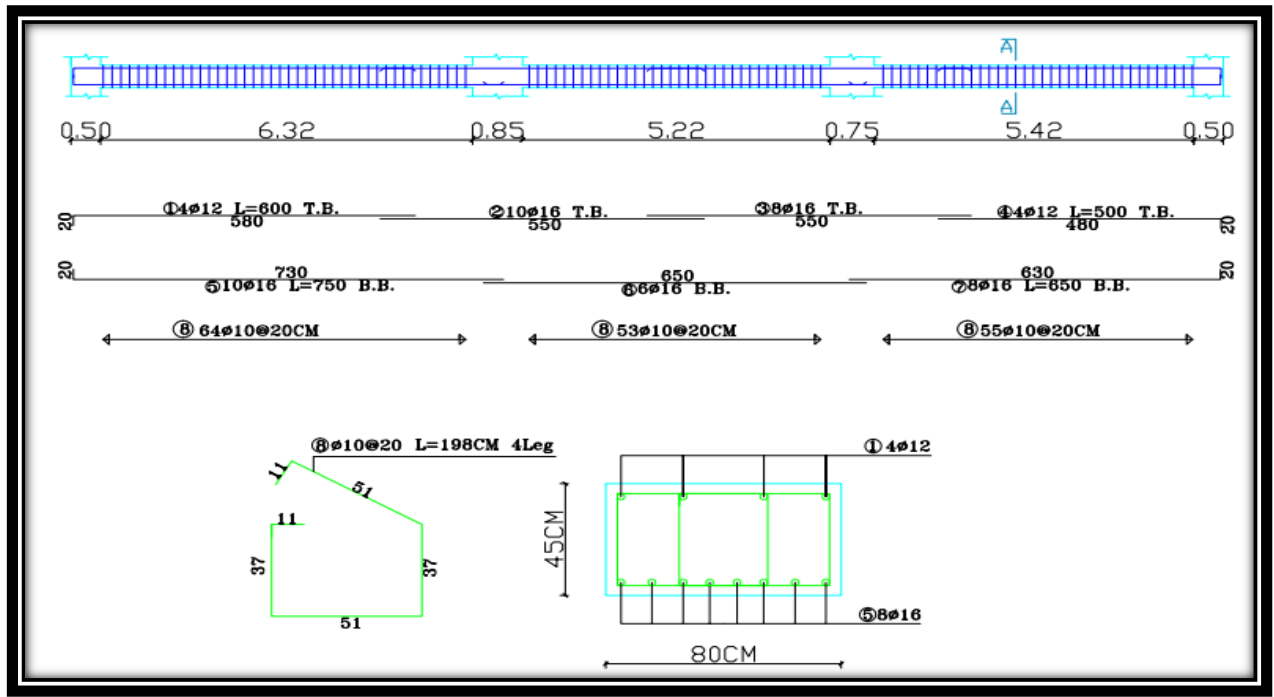 A
A
0.50 6.32 0.85 5.22 0.75 5.42 0.50
①4ø12 L=600 T.B.
580
20
②10ø16 T.B.
550
③8ø16 T.B.
550
④4ø12 L=500 T.B.
480
20
20
730
⑤10ø16 L=750 B.B.
650
⑥6ø16 B.B.
630
⑦8ø16 L=650 B.B.
20
⑧ 64ø10@20CM
⑧ 53ø10@20CM
⑧ 55ø10@20CM
⑧ø10@20 L=198CM 4Leg
11
51
11
37
37
51
①4ø12
45CM
⑤8ø16
80CM